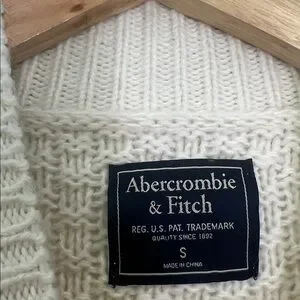 Abercrombie
& Fitch
REG. U.S. PAT. TRADEMARK
QUALITY SINCE 1892
S
MADE IN CHINA